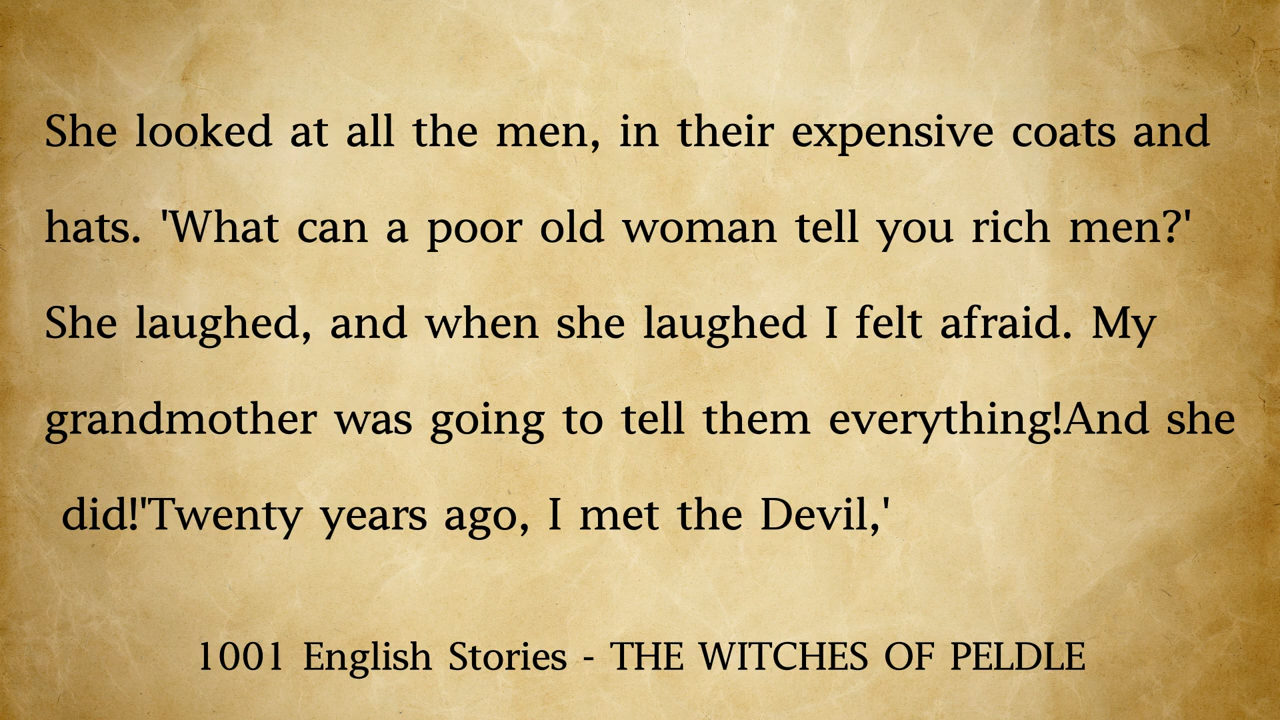 She looked at all the men, in their expensive coats and
hats. 'What can a poor old woman tell you rich men?'
She laughed, and when she laughed I felt afraid. My
grandmother was going to tell them everything!And she
did!'Twenty years ago, I met the Devil,'
1001 English Stories - THE WITCHES OF PELDLE